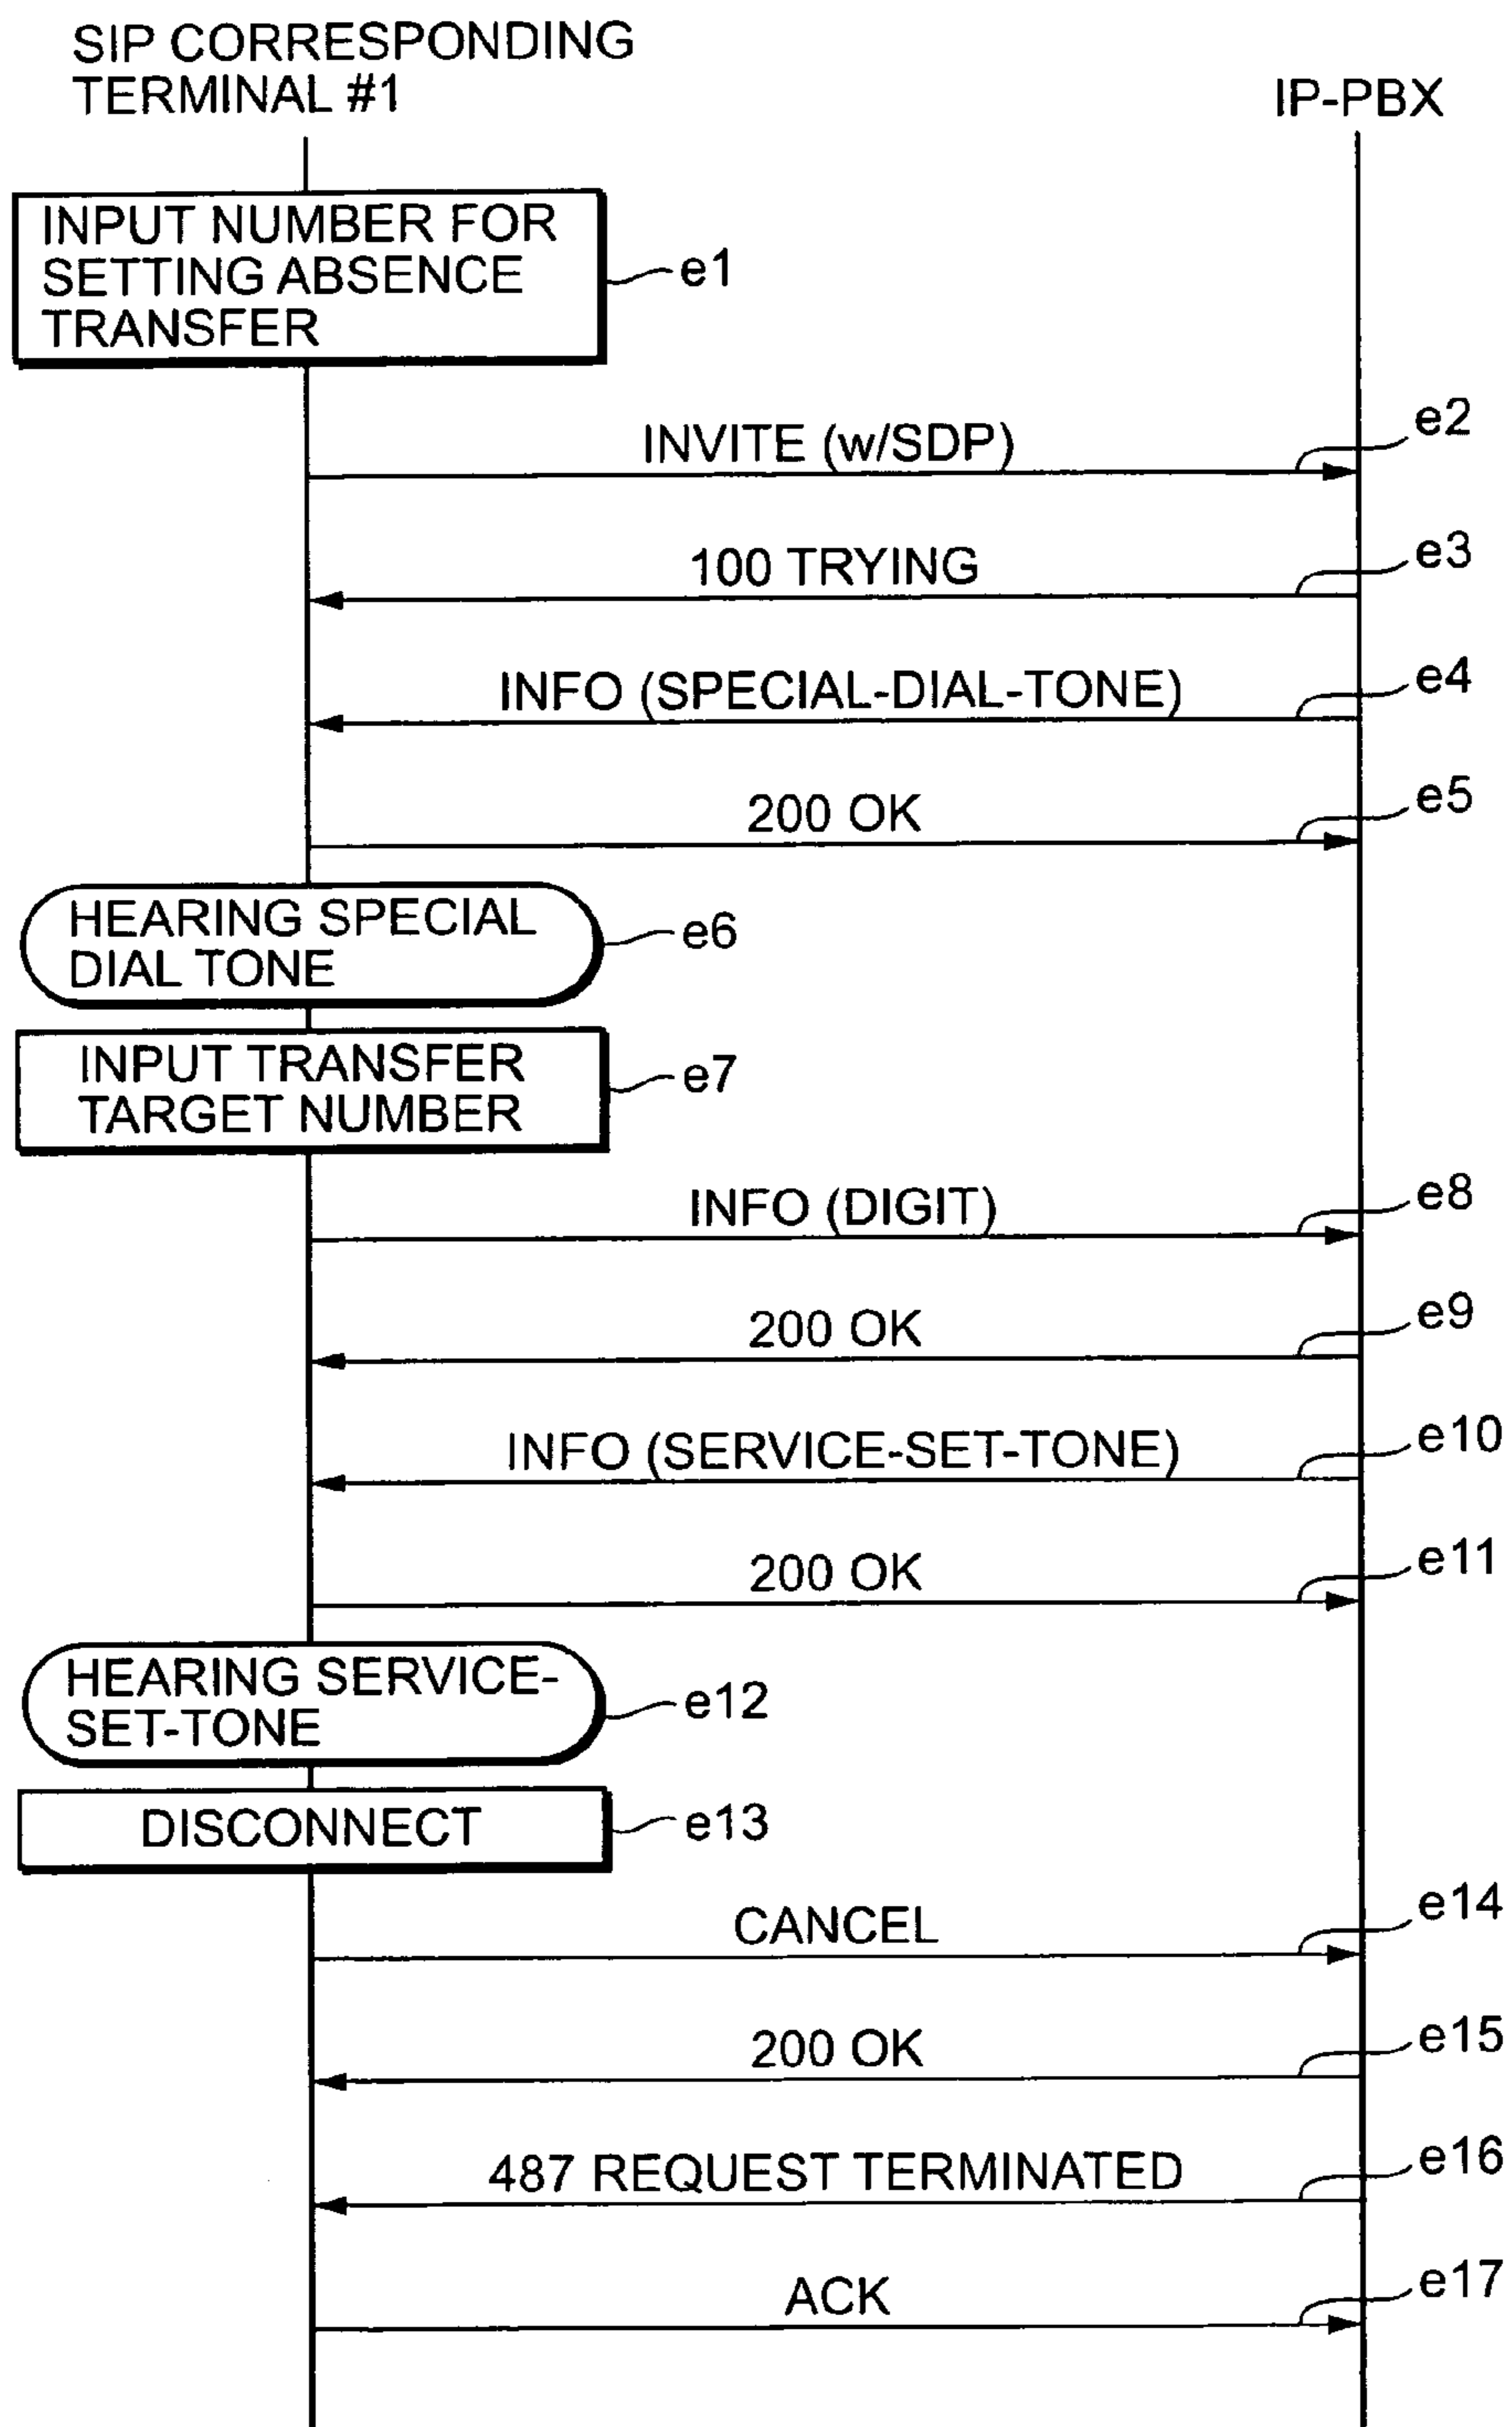 SIP CORRESPONDING
TERMINAL #1
IP-PBX
INPUT NUMBER FOR
SETTING ABSENCE
TRANSFER
e1
INVITE (w/SDP)
e2
100 TRYING
e3
INFO (SPECIAL-DIAL-TONE)
e4
200 OK
e5
HEARING SPECIAL
DIAL TONE
e6
INPUT TRANSFER
TARGET NUMBER
e7
INFO (DIGIT)
e8
200 OK
e9
INFO (SERVICE-SET-TONE)
e10
200 OK
e11
HEARING SERVICE-
SET-TONE
e12
DISCONNECT
e13
CANCEL
e14
200 OK
e15
487 REQUEST TERMINATED
e16
ACK
e17